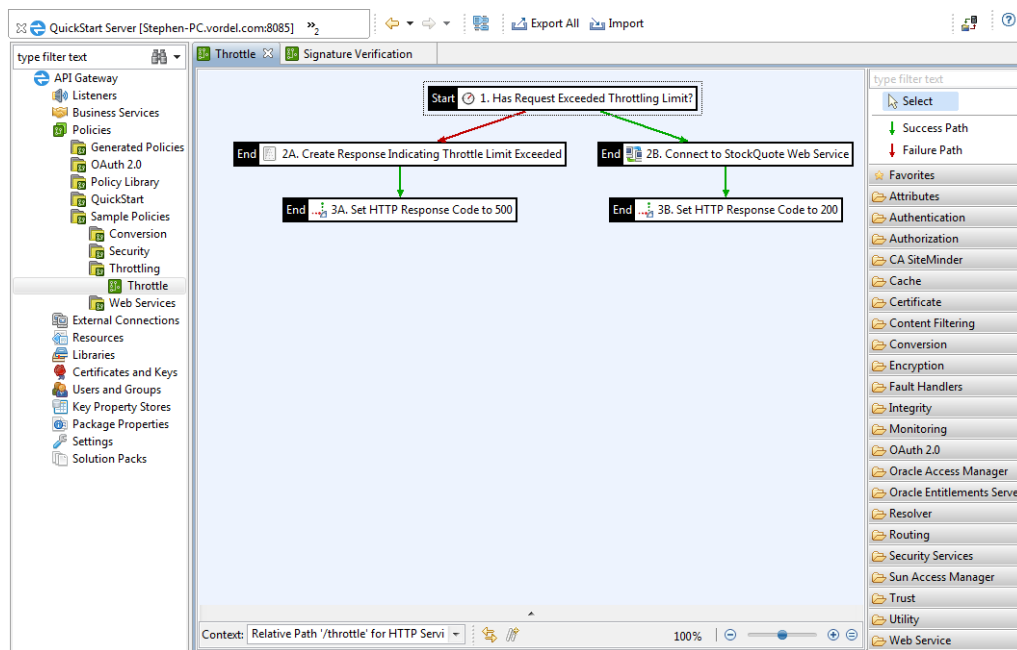 QuickStart Server [Stephen-PC.vordel.com:8085]
»2
Export All
Import
type filter text
API Gateway
Listeners
Business Services
Policies
Generated Policies
OAuth 2.0
Policy Library
QuickStart
Sample Policies
Conversion
Security
Throttling
Throttle
Web Services
External Connections
Resources
Libraries
Certificates and Keys
Users and Groups
Key Property Stores
Package Properties
Settings
Solution Packs
Throttle
Signature Verification
Start 1. Has Request Exceeded Throttling Limit?
End 2A. Create Response Indicating Throttle Limit Exceeded
End 2B. Connect to StockQuote Web Service
End 3A. Set HTTP Response Code to 500
End 3B. Set HTTP Response Code to 200
Context: Relative Path '/throttle' for HTTP Servi
100%
type filter text
Select
Success Path
Failure Path
Favorites
Attributes
Authentication
Authorization
CA SiteMinder
Cache
Certificate
Content Filtering
Conversion
Encryption
Fault Handlers
Integrity
Monitoring
OAuth 2.0
Oracle Access Manager
Oracle Entitlements Serve
Resolver
Routing
Security Services
Sun Access Manager
Trust
Utility
Web Service